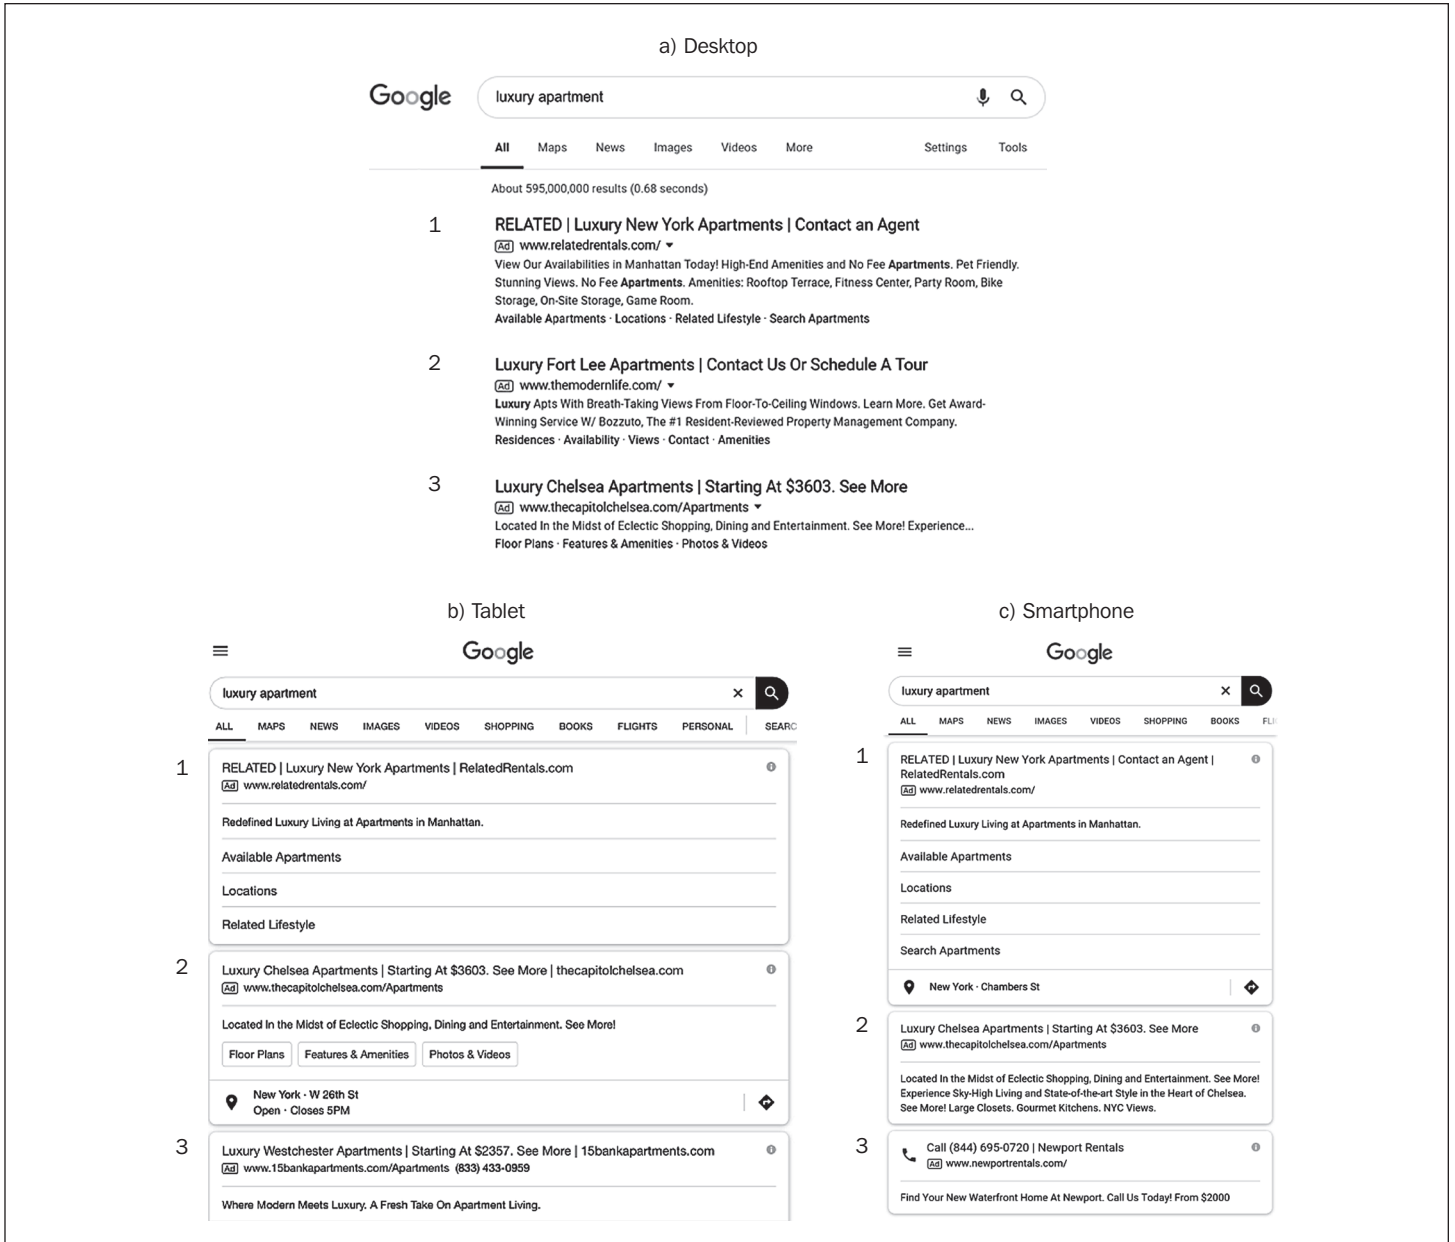 a) Desktop
Google
luxury apartment
All Maps News Images Videos More Settings Tools
About 595,000,000 results (0.68 seconds)
1
RELATED | Luxury New York Apartments | Contact an Agent
Ad www.relatedrentals.com/
View Our Availabilities in Manhattan Today! High-End Amenities and No Fee Apartments. Pet Friendly.
Stunning Views. No Fee Apartments. Amenities: Rooftop Terrace, Fitness Center, Party Room, Bike
Storage, On-Site Storage, Game Room.
Available Apartments · Locations · Related Lifestyle · Search Apartments
2
Luxury Fort Lee Apartments | Contact Us Or Schedule A Tour
Ad www.themodernlife.com/
Luxury Apts With Breath-Taking Views From Floor-To-Ceiling Windows. Learn More. Get Award-
Winning Service W/ Bozzuto, The #1 Resident-Reviewed Property Management Company.
Residences · Availability · Views · Contact · Amenities
3
Luxury Chelsea Apartments | Starting At $3603. See More
Ad www.thecapitolchelsea.com/Apartments
Located In the Midst of Eclectic Shopping, Dining and Entertainment. See More! Experience...
Floor Plans · Features & Amenities · Photos & Videos
b) Tablet
Google
luxury apartment
ALL MAPS NEWS IMAGES VIDEOS SHOPPING BOOKS FLIGHTS PERSONAL SEARC
1
RELATED | Luxury New York Apartments | RelatedRentals.com
Ad www.relatedrentals.com/
Redefined Luxury Living at Apartments in Manhattan.
Available Apartments
Locations
Related Lifestyle
2
Luxury Chelsea Apartments | Starting At $3603. See More | thecapitolchelsea.com
Ad www.thecapitolchelsea.com/Apartments
Located In the Midst of Eclectic Shopping, Dining and Entertainment. See More!
Floor Plans Features & Amenities Photos & Videos
New York · W 26th St
Open · Closes 5PM
3
Luxury Westchester Apartments | Starting At $2357. See More | 15bankapartments.com
Ad www.15bankapartments.com/Apartments (833) 433-0959
Where Modern Meets Luxury. A Fresh Take On Apartment Living.
c) Smartphone
Google
luxury apartment
ALL MAPS NEWS IMAGES VIDEOS SHOPPING BOOKS FLI
1
RELATED | Luxury New York Apartments | Contact an Agent |
RelatedRentals.com
Ad www.relatedrentals.com/
Redefined Luxury Living at Apartments in Manhattan.
Available Apartments
Locations
Related Lifestyle
Search Apartments
New York · Chambers St
2
Luxury Chelsea Apartments | Starting At $3603. See More
Ad www.thecapitolchelsea.com/Apartments
Located In the Midst of Eclectic Shopping, Dining and Entertainment. See More!
Experience Sky-High Living and State-of-the-art Style in the Heart of Chelsea.
See More! Large Closets. Gourmet Kitchens. NYC Views.
3
Call (844) 695-0720 | Newport Rentals
Ad www.newportrentals.com/
Find Your New Waterfront Home At Newport. Call Us Today! From $2000